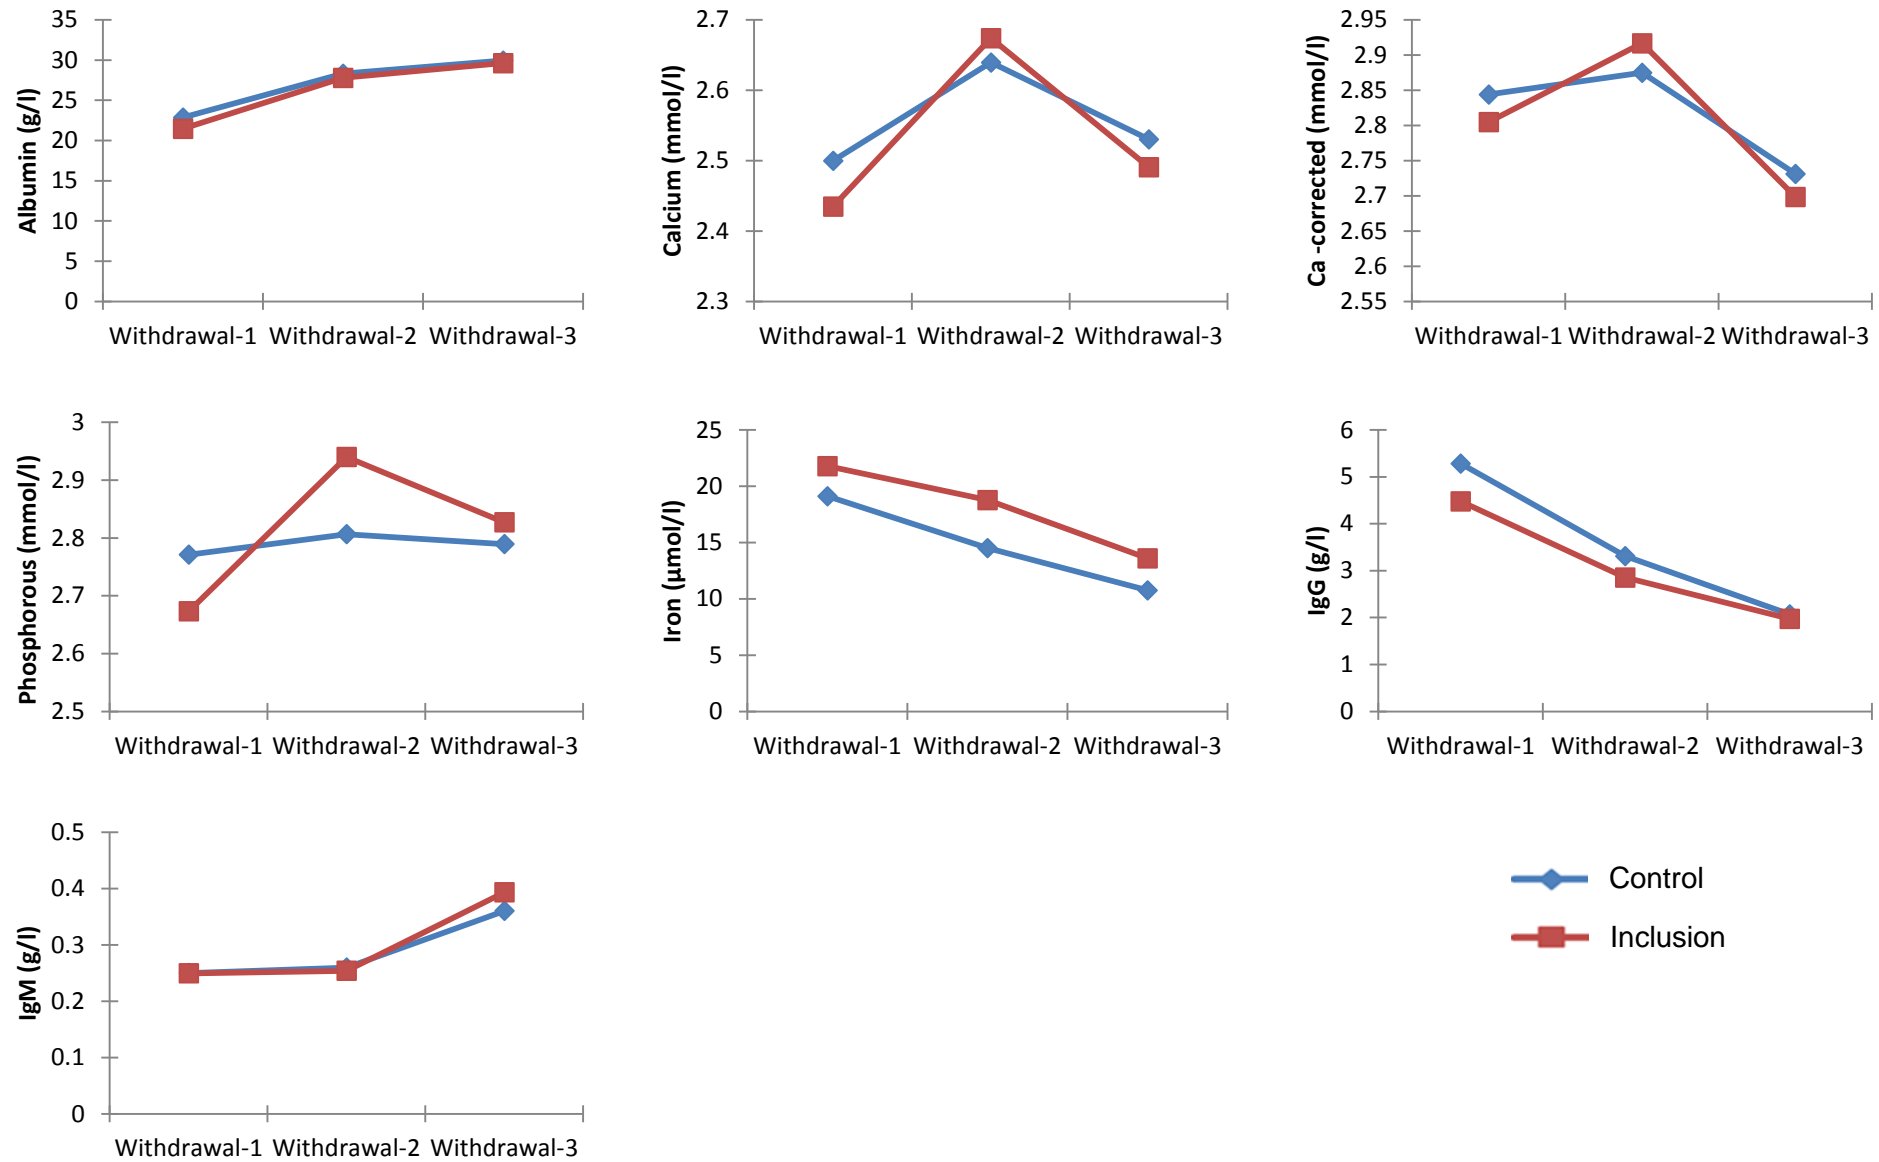 35
30
25
20
15
10
5
0
Albumin (g/l)
Withdrawal-1 Withdrawal-2 Withdrawal-3
2.7
2.6
2.5
2.4
2.3
Calcium (mmol/l)
Withdrawal-1 Withdrawal-2 Withdrawal-3
2.95
2.9
2.85
2.8
2.75
2.7
2.65
2.6
2.55
Ca -corrected (mmol/l)
Withdrawal-1 Withdrawal-2 Withdrawal-3
3
2.9
2.8
2.7
2.6
2.5
Phosphorous (mmol/l)
Withdrawal-1 Withdrawal-2 Withdrawal-3
25
20
15
10
5
0
Iron (µmol/l)
Withdrawal-1 Withdrawal-2 Withdrawal-3
6
5
4
3
2
1
0
IgG (g/l)
Withdrawal-1 Withdrawal-2 Withdrawal-3
0.5
0.4
0.3
0.2
0.1
0
IgM (g/l)
Withdrawal-1 Withdrawal-2 Withdrawal-3
Control
Inclusion